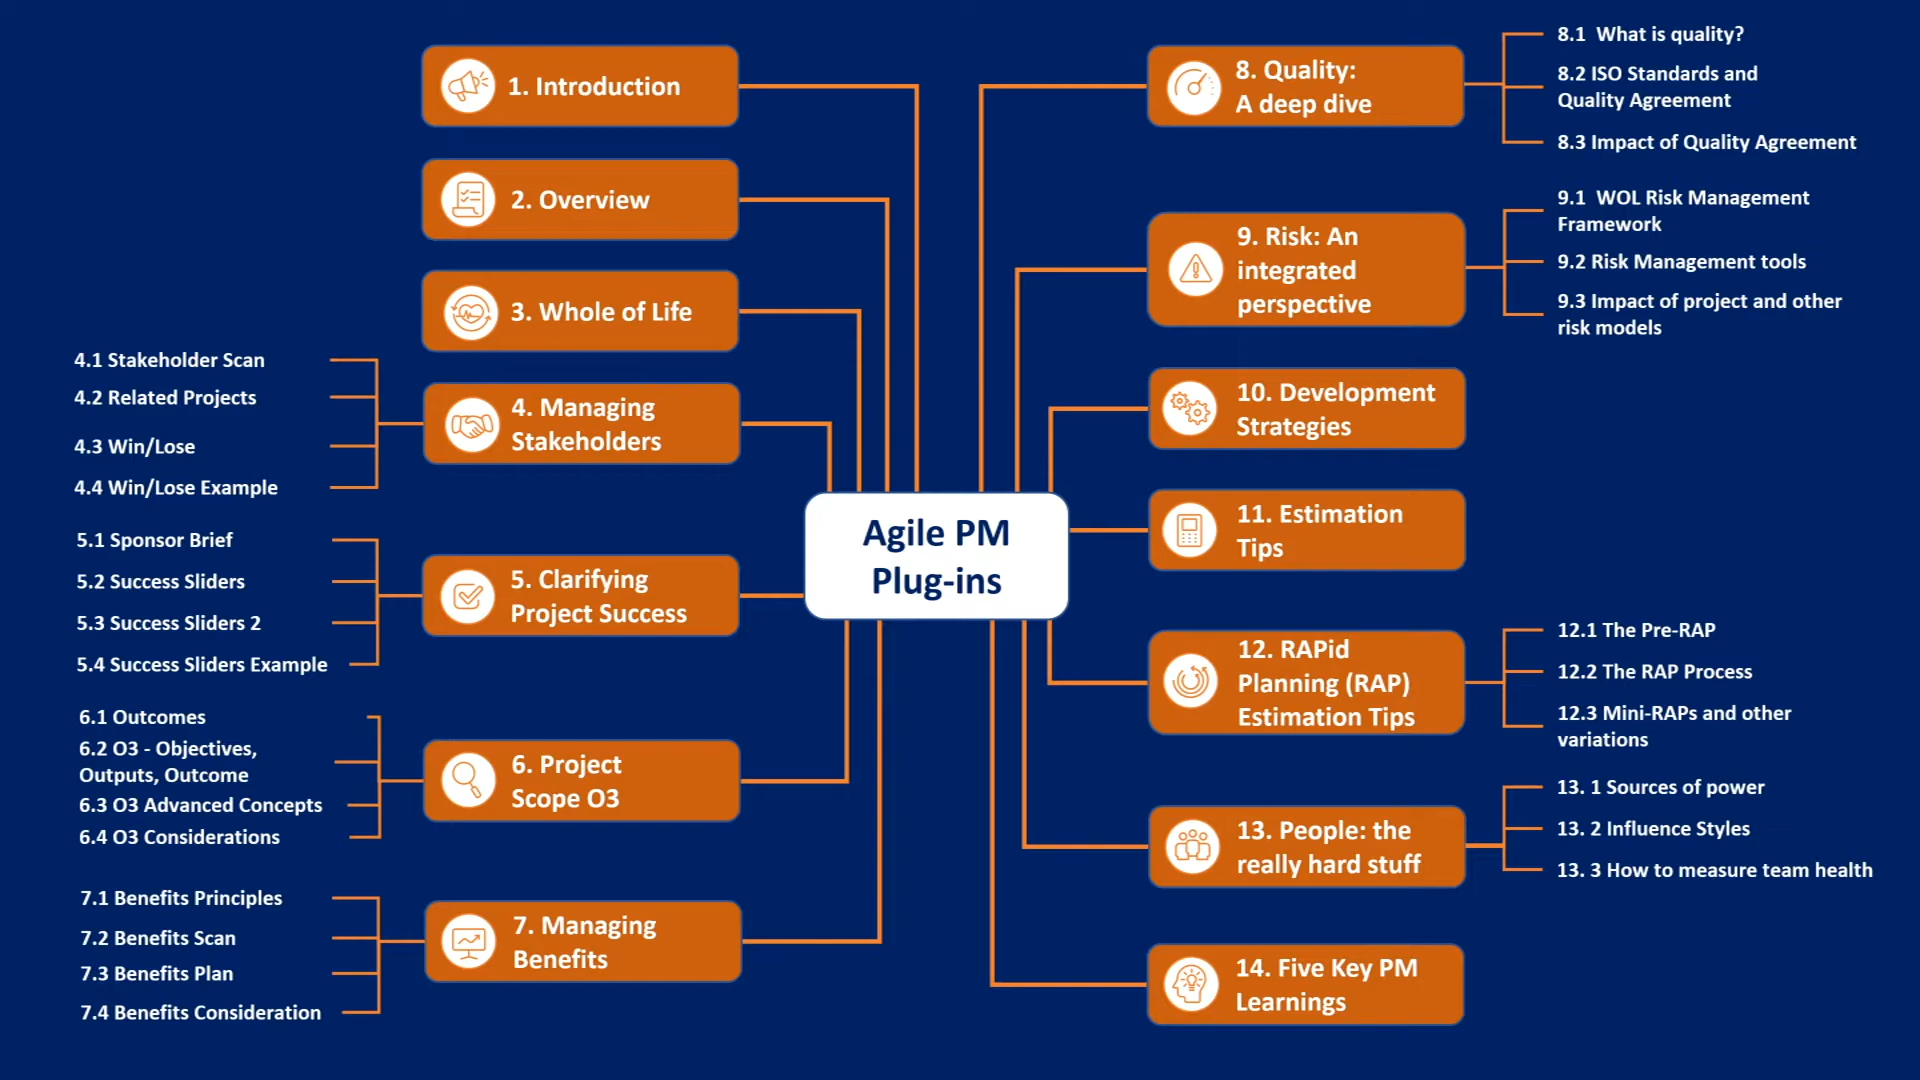 1. Introduction
2. Overview
3. Whole of Life
4. Managing
Stakeholders
4.1 Stakeholder Scan
4.2 Related Projects
4.3 Win/Lose
4.4 Win/Lose Example
5. Clarifying
Project Success
5.1 Sponsor Brief
5.2 Success Sliders
5.3 Success Sliders 2
5.4 Success Sliders Example
6. Project
Scope O3
6.1 Outcomes
6.2 O3 - Objectives,
Outputs, Outcome
6.3 O3 Advanced Concepts
6.4 O3 Considerations
7. Managing
Benefits
7.1 Benefits Principles
7.2 Benefits Scan
7.3 Benefits Plan
7.4 Benefits Consideration
Agile PM
Plug-ins
8. Quality:
A deep dive
8.1 What is quality?
8.2 ISO Standards and
Quality Agreement
8.3 Impact of Quality Agreement
9. Risk: An
integrated
perspective
9.1 WOL Risk Management
Framework
9.2 Risk Management tools
9.3 Impact of project and other
risk models
10. Development
Strategies
11. Estimation
Tips
12. RAPid
Planning (RAP)
Estimation Tips
12.1 The Pre-RAP
12.2 The RAP Process
12.3 Mini-RAPs and other
variations
13. People: the
really hard stuff
13. 1 Sources of power
13. 2 Influence Styles
13. 3 How to measure team health
14. Five Key PM
Learnings